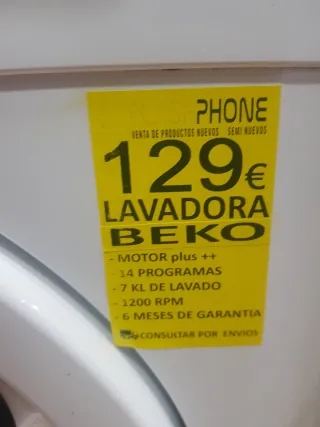 PHONE
VENTA DE PRODUCTOS NUEVOS SEMI NUEVOS
129€
LAVADORA
BEKO
- MOTOR plus ++
- 14 PROGRAMAS
- 7 KL DE LAVADO
- 1200 RPM
- 6 MESES DE GARANTIA
CONSULTAR POR ENVIOS